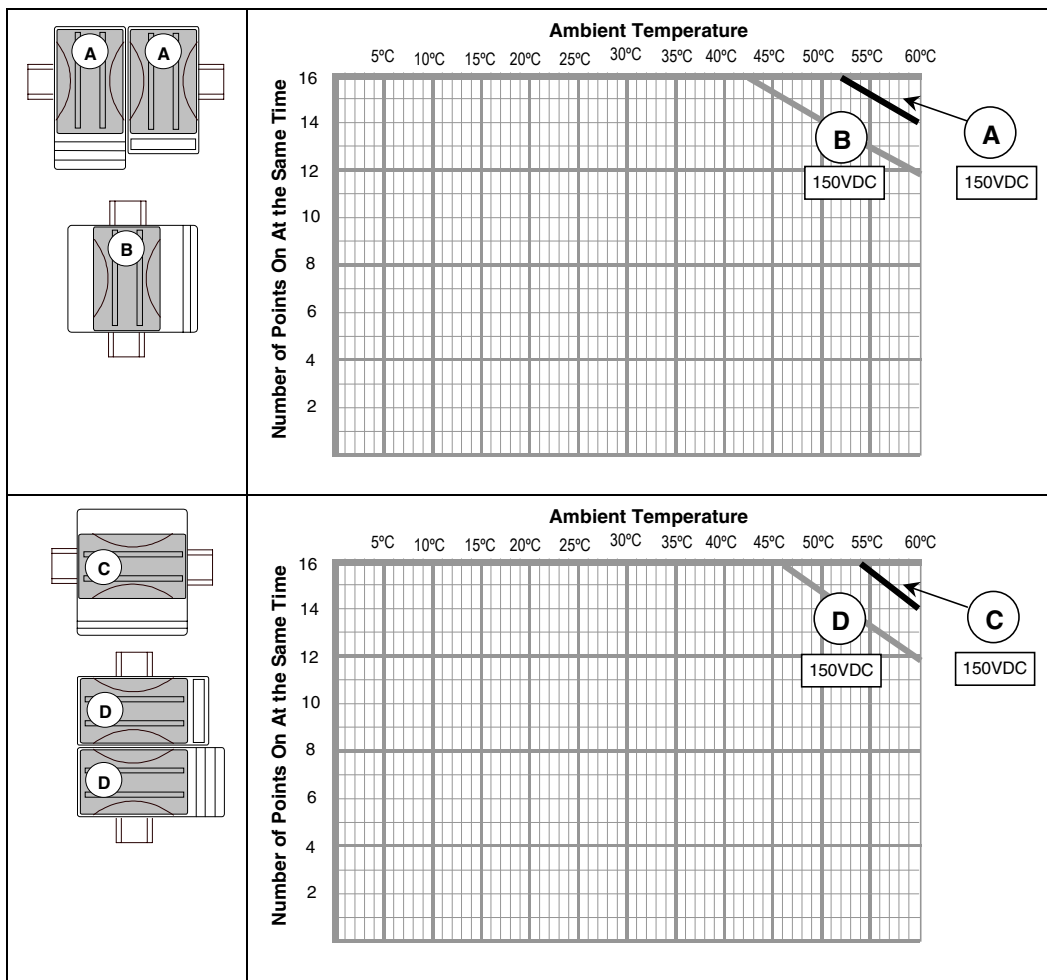 A A
B
Ambient Temperature
5ºC 10ºC 15ºC 20ºC 25ºC 30ºC 35ºC 40ºC 45ºC 50ºC 55ºC 60ºC
Number of Points On At the Same Time
16
14
12
10
8
6
4
2
B
150VDC
A
150VDC
C
D
D
Ambient Temperature
5ºC 10ºC 15ºC 20ºC 25ºC 30ºC 35ºC 40ºC 45ºC 50ºC 55ºC 60ºC
Number of Points On At the Same Time
16
14
12
10
8
6
4
2
D
150VDC
C
150VDC